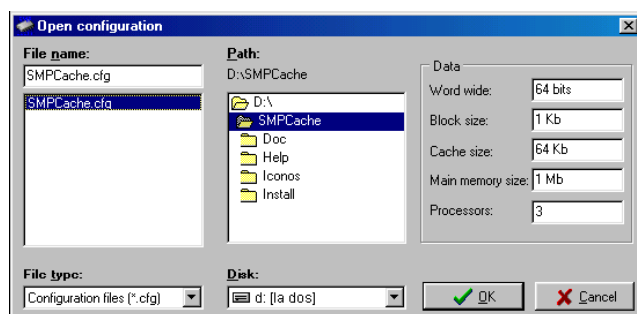 Open configuration
File name:
SMPCache.cfg
SMPCache.cfg
File type:
Configuration files (*.cfg)
Path:
D:\SMPCache
D:\
SMPCache
Doc
Help
Iconos
Install
Disk:
d: [la dos]
Data
Word wide: 64 bits
Block size: 1 Kb
Cache size: 64 Kb
Main memory size: 1 Mb
Processors: 3
OK
Cancel